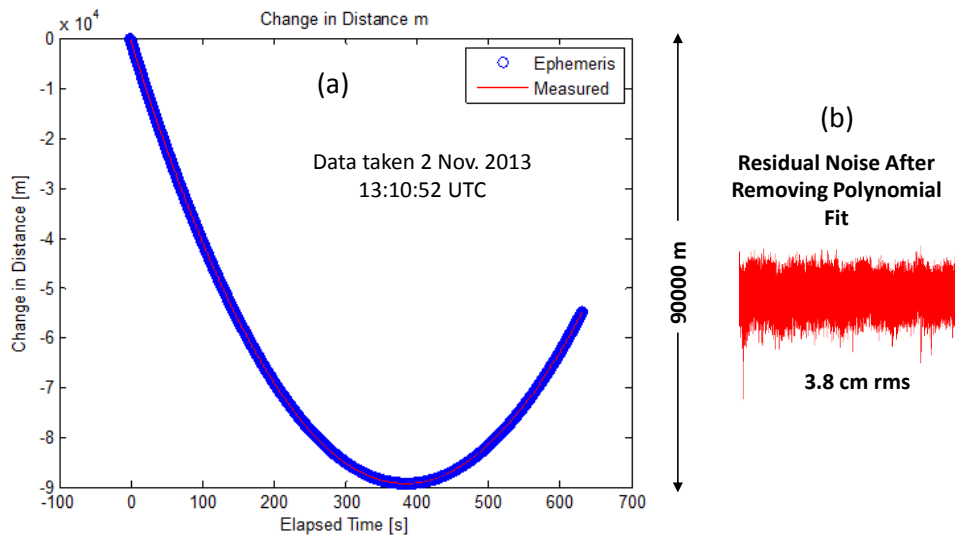 Change in Distance m
x 10^4
0
-1
-2
-3
-4
-5
-6
-7
-8
-9
-100
0
100
200
300
400
500
600
700
Elapsed Time [s]
Change in Distance [m]
(a)
Ephemeris
Measured
Data taken 2 Nov. 2013
13:10:52 UTC
90000 m
(b)
Residual Noise After
Removing Polynomial
Fit
3.8 cm rms